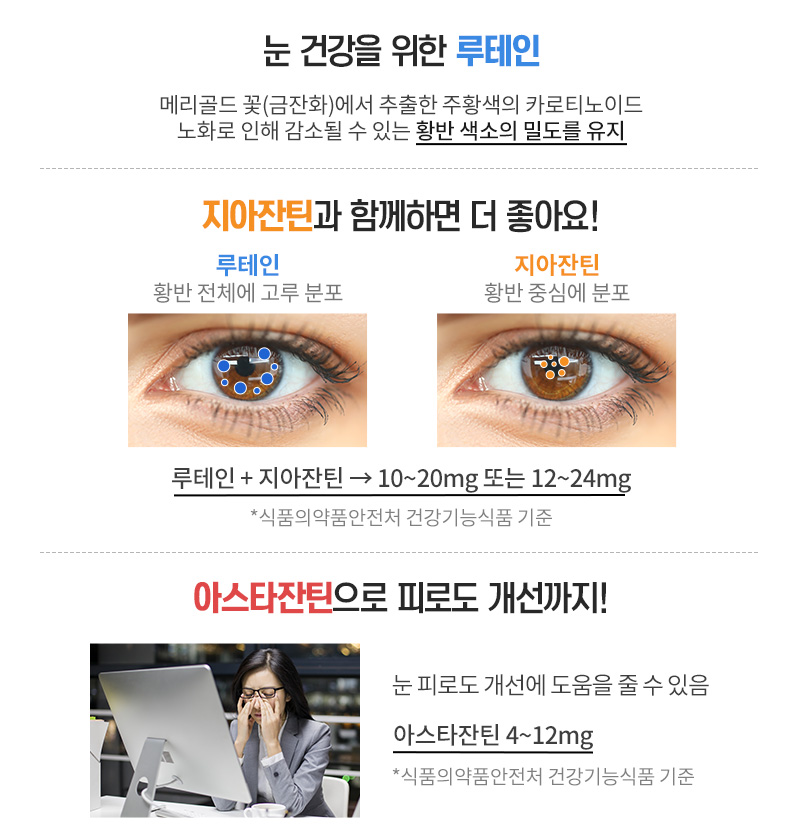 눈 건강을 위한 루테인
메리골드 꽃(금잔화)에서 추출한 주황색의 카로티노이드
노화로 인해 감소될 수 있는 황반 색소의 밀도를 유지
지아잔틴과 함께하면 더 좋아요!
루테인
황반 전체에 고루 분포
지아잔틴
황반 중심에 분포
루테인 + 지아잔틴 → 10~20mg 또는 12~24mg
*식품의약품안전처 건강기능식품 기준
아스타잔틴으로 피로도 개선까지!
눈 피로도 개선에 도움을 줄 수 있음
아스타잔틴 4~12mg
*식품의약품안전처 건강기능식품 기준